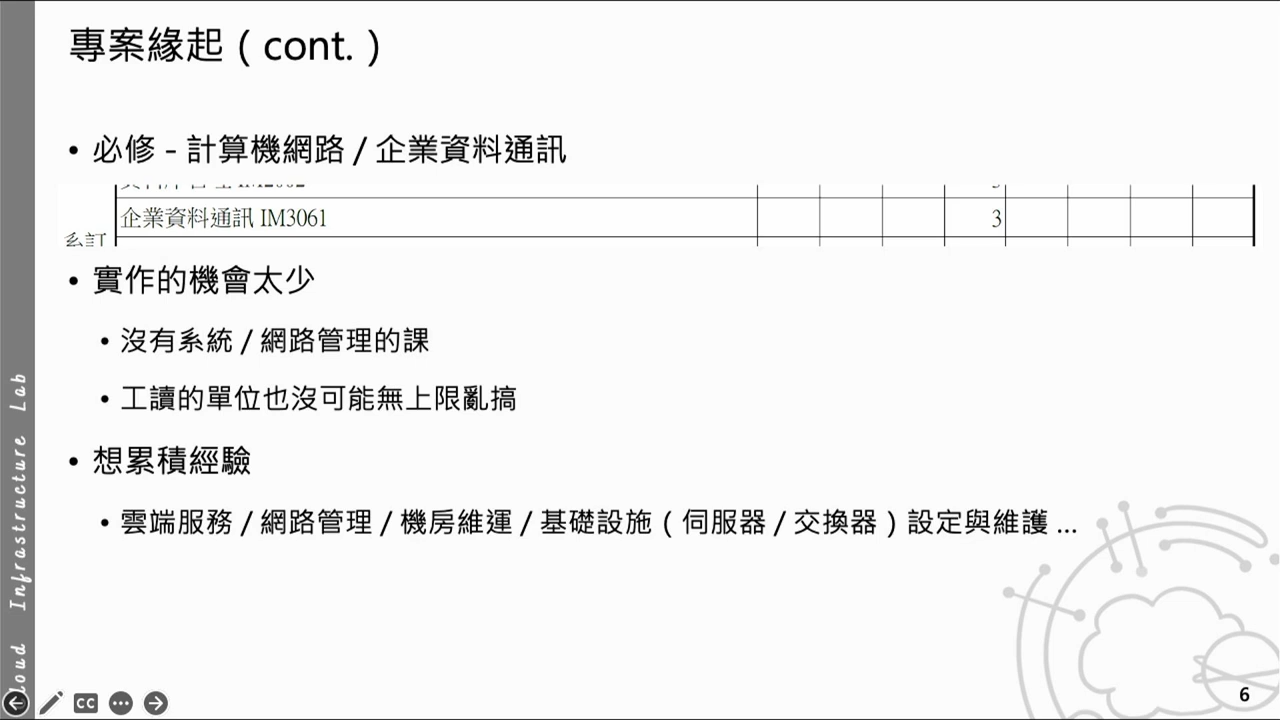 專案緣起 ( cont. )
• 必修 - 計算機網路 / 企業資料通訊
企業資料通訊 IM3061 3
系訂
• 實作的機會太少
• 沒有系統 / 網路管理的課
• 工讀的單位也沒可能無上限亂搞
• 想累積經驗
• 雲端服務 / 網路管理 / 機房維運 / 基礎設施 ( 伺服器 / 交換器 ) 設定與維護 ...
Cloud Infrastructure Lab
CC
6